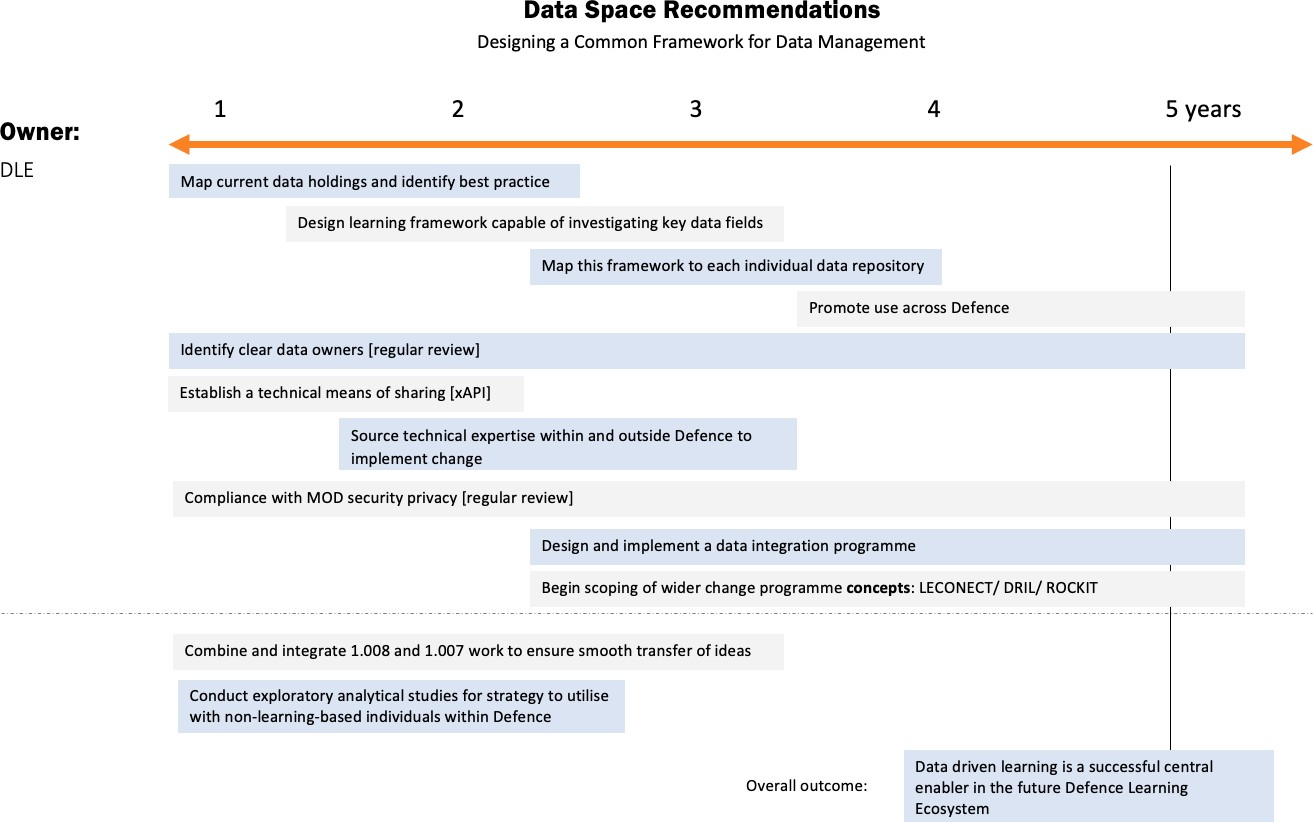 Data Space Recommendations
Designing a Common Framework for Data Management
1 2 3 4 5 years
Owner:
DLE
Map current data holdings and identify best practice
Design learning framework capable of investigating key data fields
Map this framework to each individual data repository
Promote use across Defence
Identify clear data owners [regular review]
Establish a technical means of sharing [xAPI]
Source technical expertise within and outside Defence to
implement change
Compliance with MOD security privacy [regular review]
Design and implement a data integration programme
Begin scoping of wider change programme concepts: LECONECT/ DRIL/ ROCKIT
Combine and integrate 1.008 and 1.007 work to ensure smooth transfer of ideas
Conduct exploratory analytical studies for strategy to utilise
with non-learning-based individuals within Defence
Overall outcome:
Data driven learning is a successful central
enabler in the future Defence Learning
Ecosystem